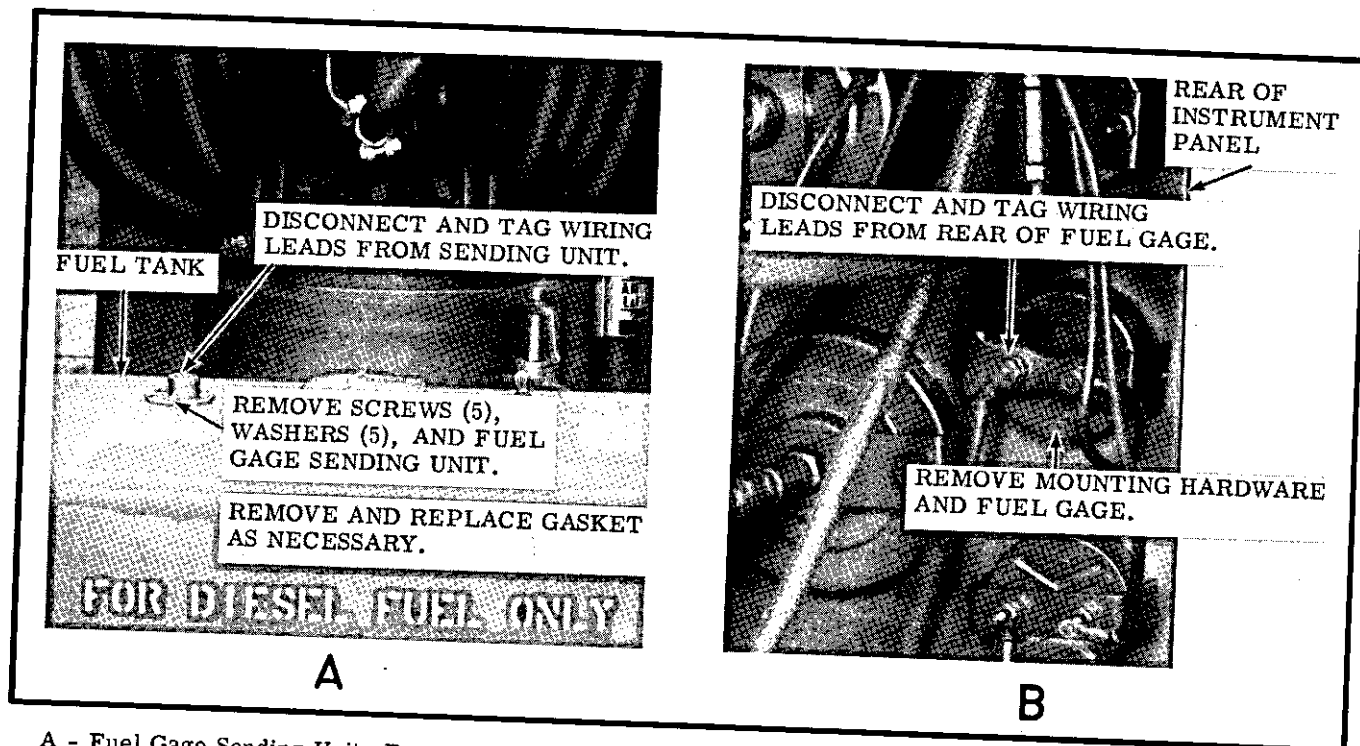 FUEL TANK
DISCONNECT AND TAG WIRING
LEADS FROM SENDING UNIT.
REMOVE SCREWS (5),
WASHERS (5), AND FUEL
GAGE SENDING UNIT.
REMOVE AND REPLACE GASKET
AS NECESSARY.
FOR DIESEL FUEL ONLY
A
REAR OF
INSTRUMENT
PANEL
DISCONNECT AND TAG WIRING
LEADS FROM REAR OF FUEL GAGE.
REMOVE MOUNTING HARDWARE
AND FUEL GAGE.
B
A - Fuel Gage Sending Unit